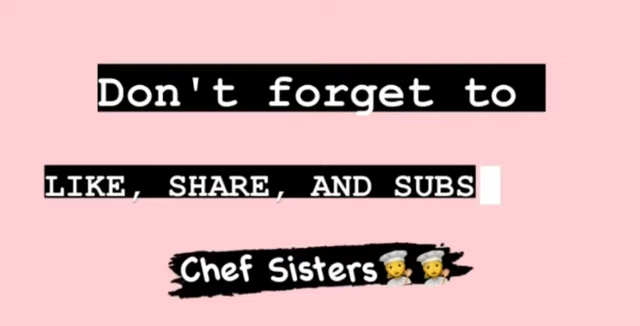 Don't forget to
LIKE, SHARE, AND SUBS
Chef Sisters👩‍🍳👩‍🍳